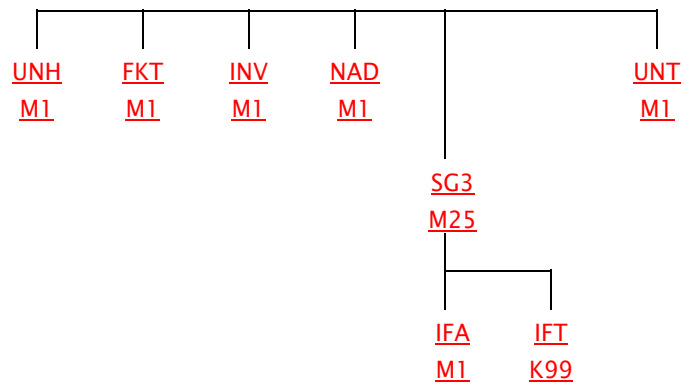 UNH FKT INV NAD UNT
M1 M1 M1 M1 M1
SG3
M25
IFA IFT
M1 K99